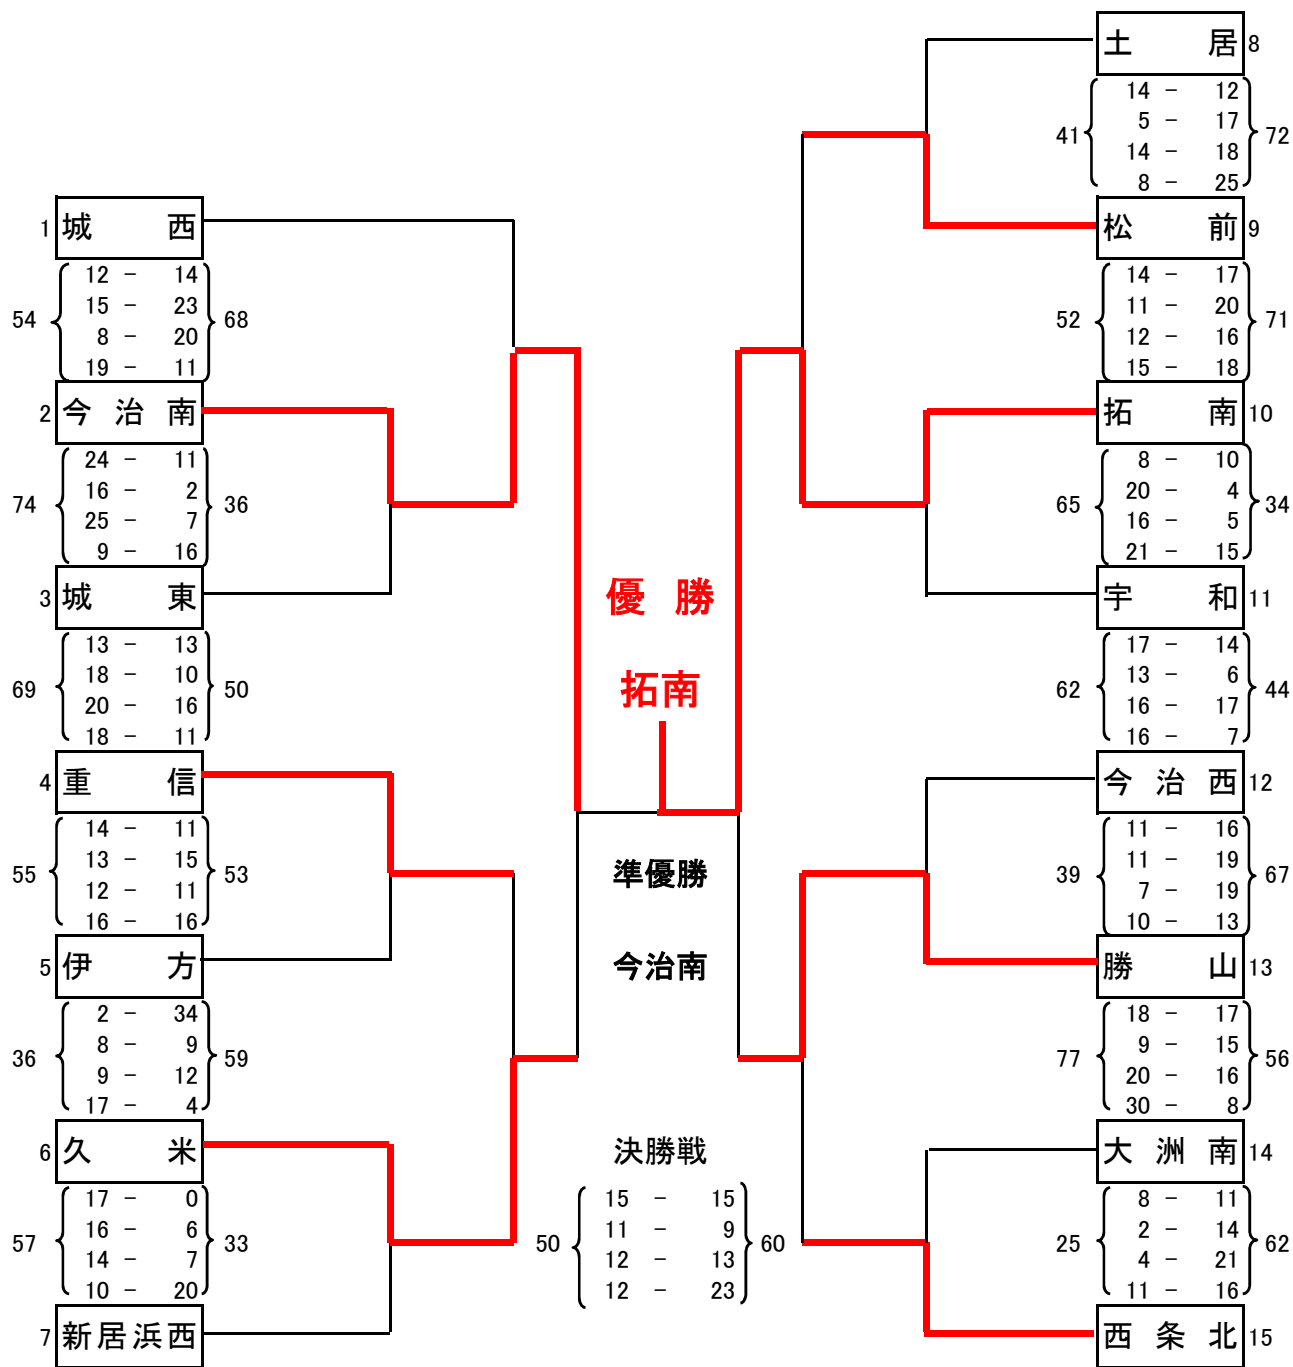 1 城西
12 - 14
15 - 23
54 68
8 - 20
19 - 11
2 今治南
24 - 11
16 - 2
74 36
25 - 7
9 - 16
3 城東
13 - 13
18 - 10
69 50
20 - 16
18 - 11
4 重信
14 - 11
13 - 15
55 53
12 - 11
16 - 16
5 伊方
2 - 34
8 - 9
36 59
9 - 12
17 - 4
6 久米
17 - 0
16 - 6
57 33
14 - 7
10 - 20
7 新居浜西
優勝
拓南
準優勝
今治南
決勝戦
15 - 15
11 - 9
50 60
12 - 13
12 - 23
土居 8
14 - 12
5 - 17
41 72
14 - 18
8 - 25
松前 9
14 - 17
11 - 20
52 71
12 - 16
15 - 18
拓南 10
8 - 10
20 - 4
65 34
16 - 5
21 - 15
宇和 11
17 - 14
13 - 6
62 44
16 - 17
16 - 7
今治西 12
11 - 16
11 - 19
39 67
7 - 19
10 - 13
勝山 13
18 - 17
9 - 15
77 56
20 - 16
30 - 8
大洲南 14
8 - 11
2 - 14
25 62
4 - 21
11 - 16
西条北 15